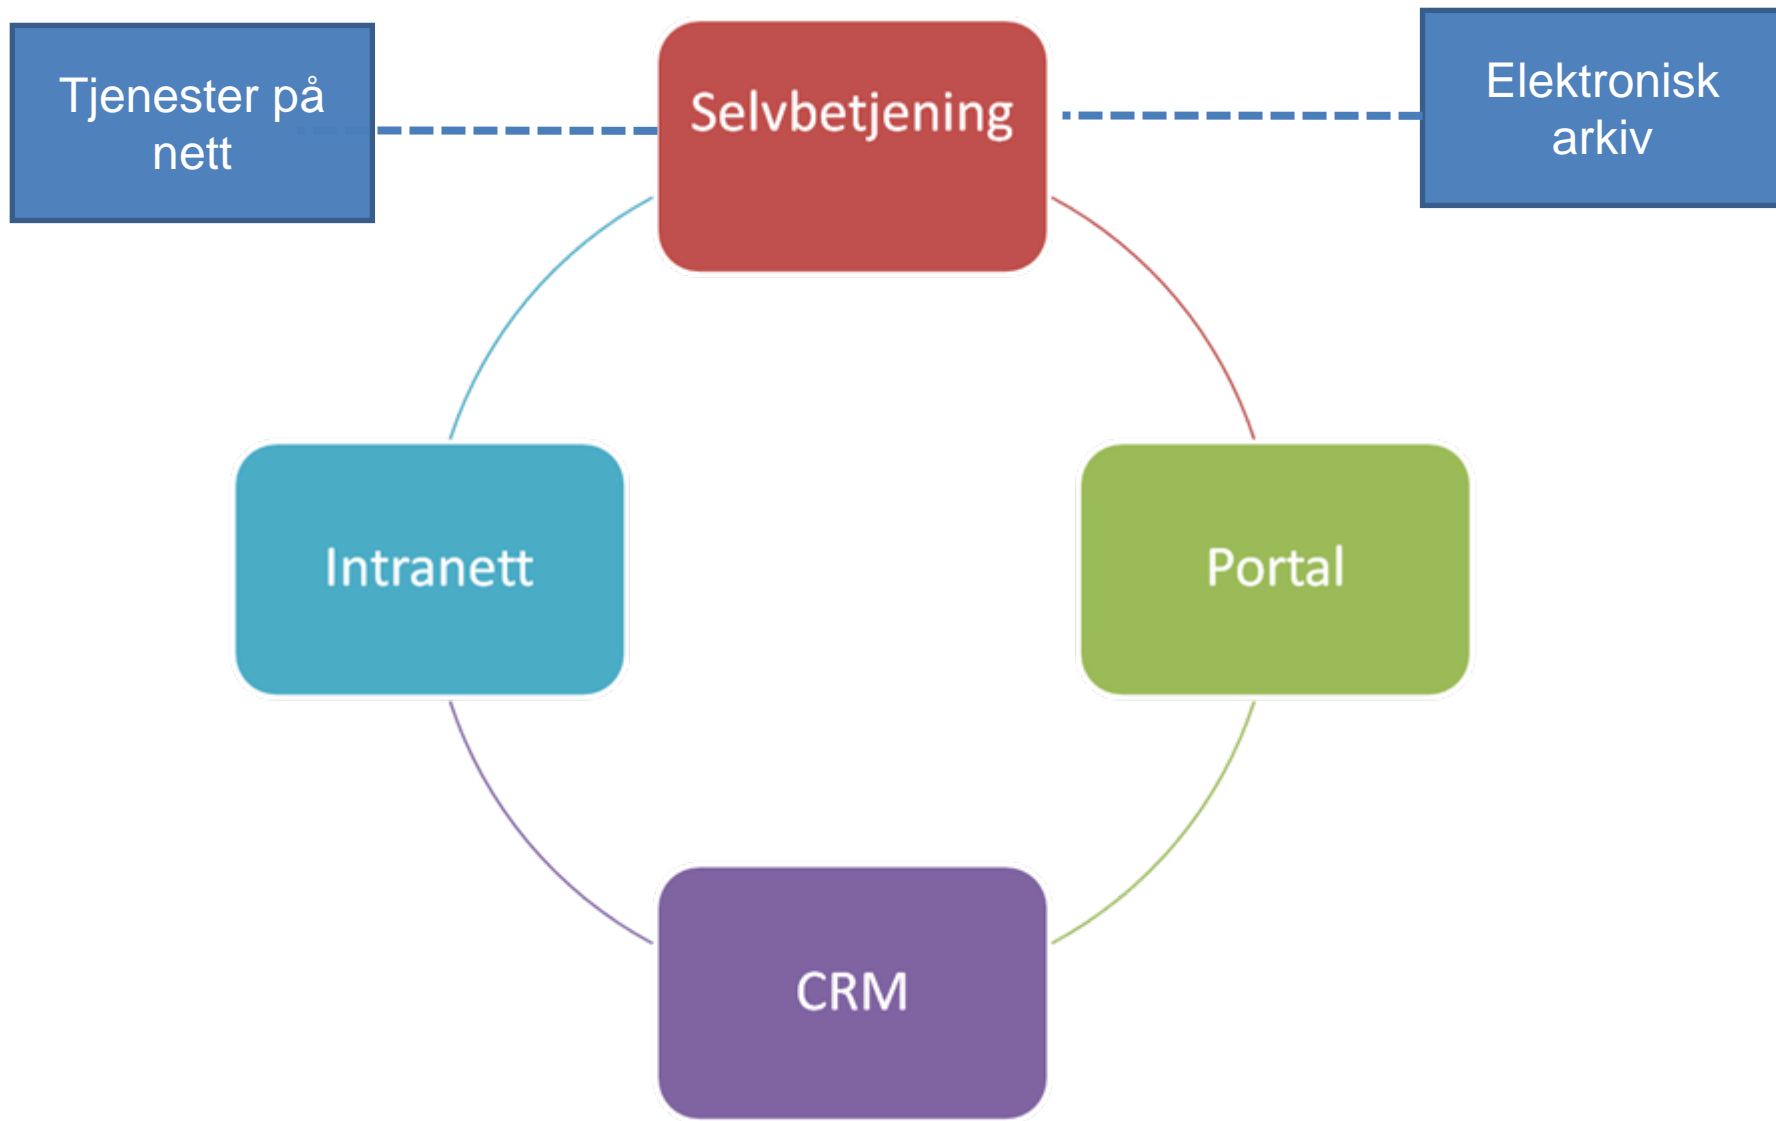 Tjenester på
nett
Selvbetjening
Elektronisk
arkiv
Intranett
Portal
CRM